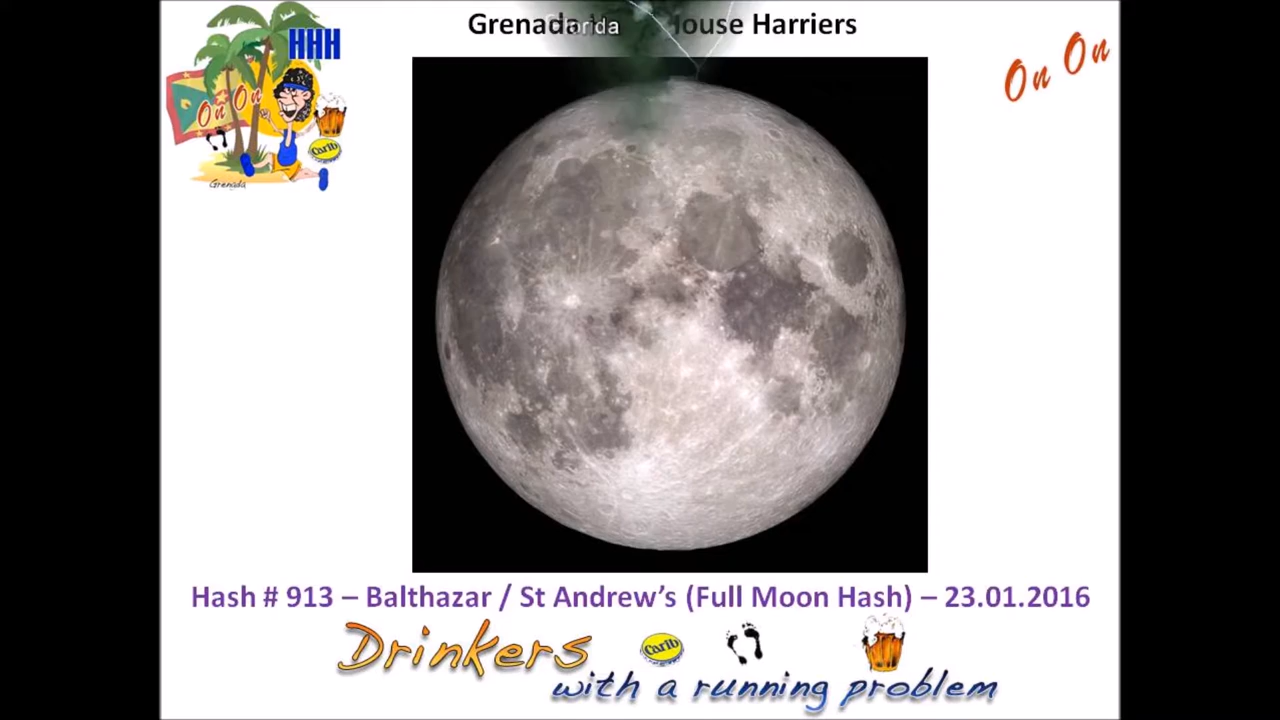 Grenada House Harriers
Florida
HHH
On On
On On
Carib
Grenada
Hash # 913 – Balthazar / St Andrew's (Full Moon Hash) – 23.01.2016
Drinkers
Carib
with a running problem